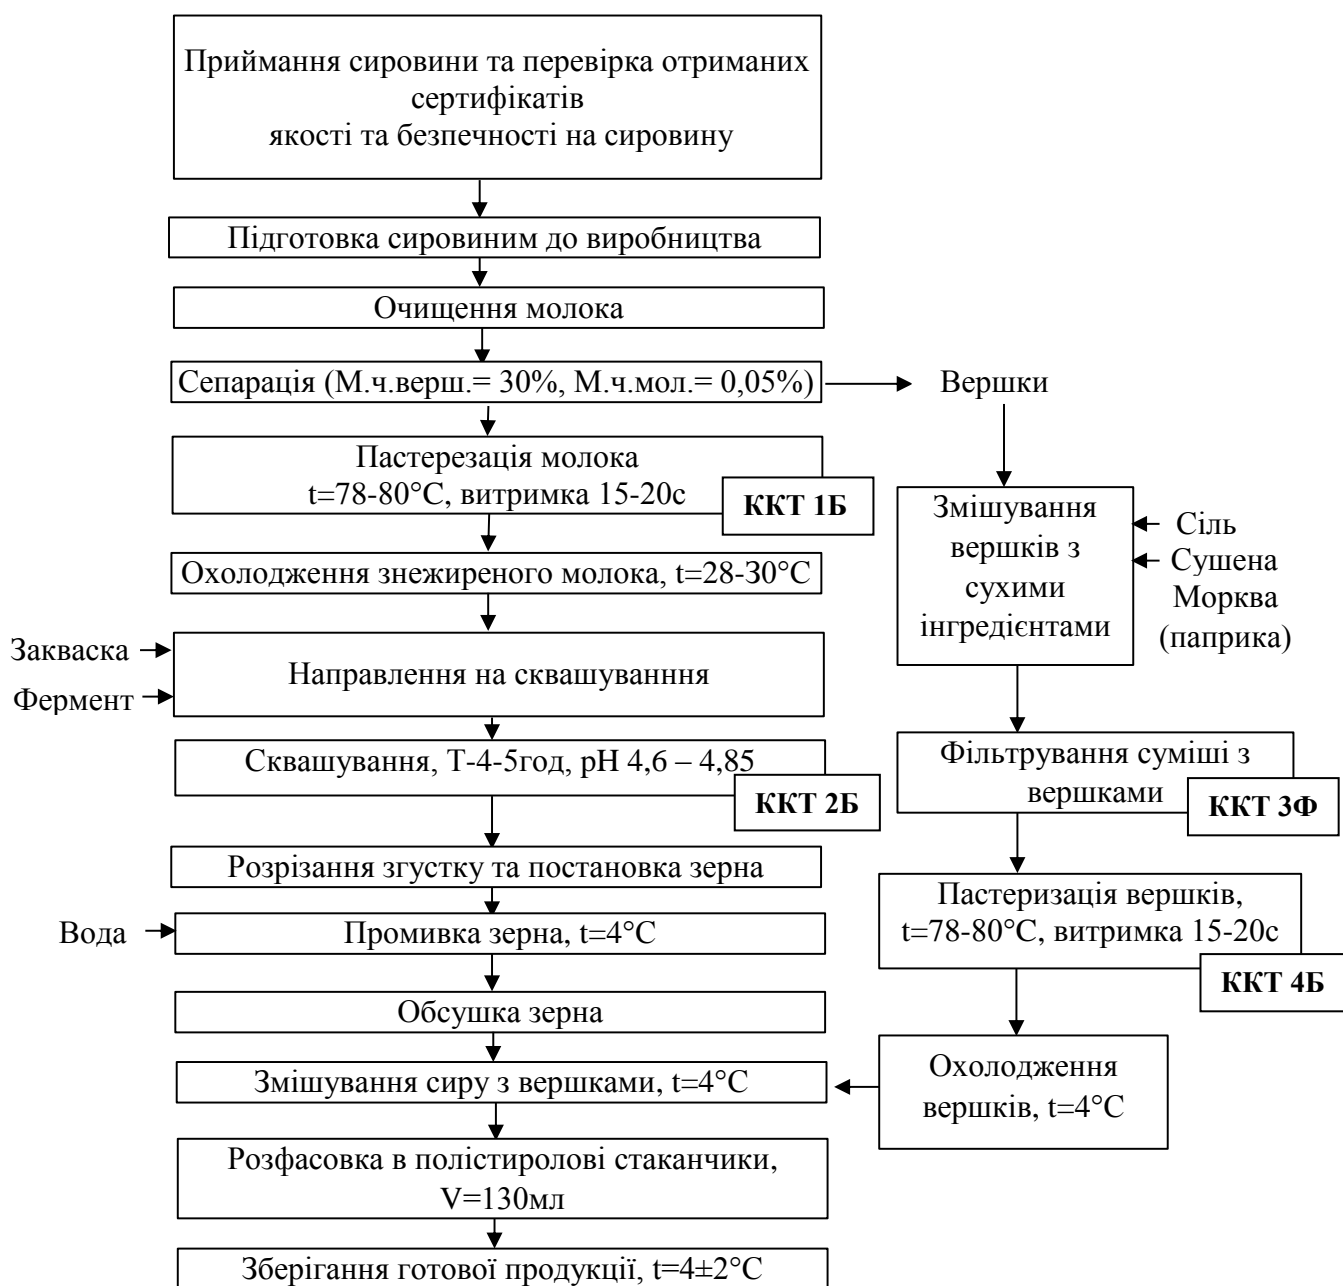 Приймання сировини та перевірка отриманих
сертифікатів
якості та безпечності на сировину
Підготовка сировиним до виробництва
Очищення молока
Сепарація (М.ч.верш.= 30%, М.ч.мол.= 0,05%)
Вершки
Пастерезація молока
t=78-80°С, витримка 15-20с
ККТ 1Б
Змішування
вершків з
сухими
інгредієнтами
Сіль
Сушена
Морква
(паприка)
Охолодження знежиреного молока, t=28-30°С
Закваска
Фермент
Направлення на сквашуванння
Сквашування, Т-4-5год, рН 4,6 – 4,85
ККТ 2Б
Фільтрування суміші з
вершками
ККТ 3Ф
Розрізання згустку та постановка зерна
Пастеризація вершків,
t=78-80°С, витримка 15-20с
ККТ 4Б
Вода
Промивка зерна, t=4°С
Обсушка зерна
Змішування сиру з вершками, t=4°С
Охолодження
вершків, t=4°С
Розфасовка в полістиролові стаканчики,
V=130мл
Зберігання готової продукції, t=4±2°С